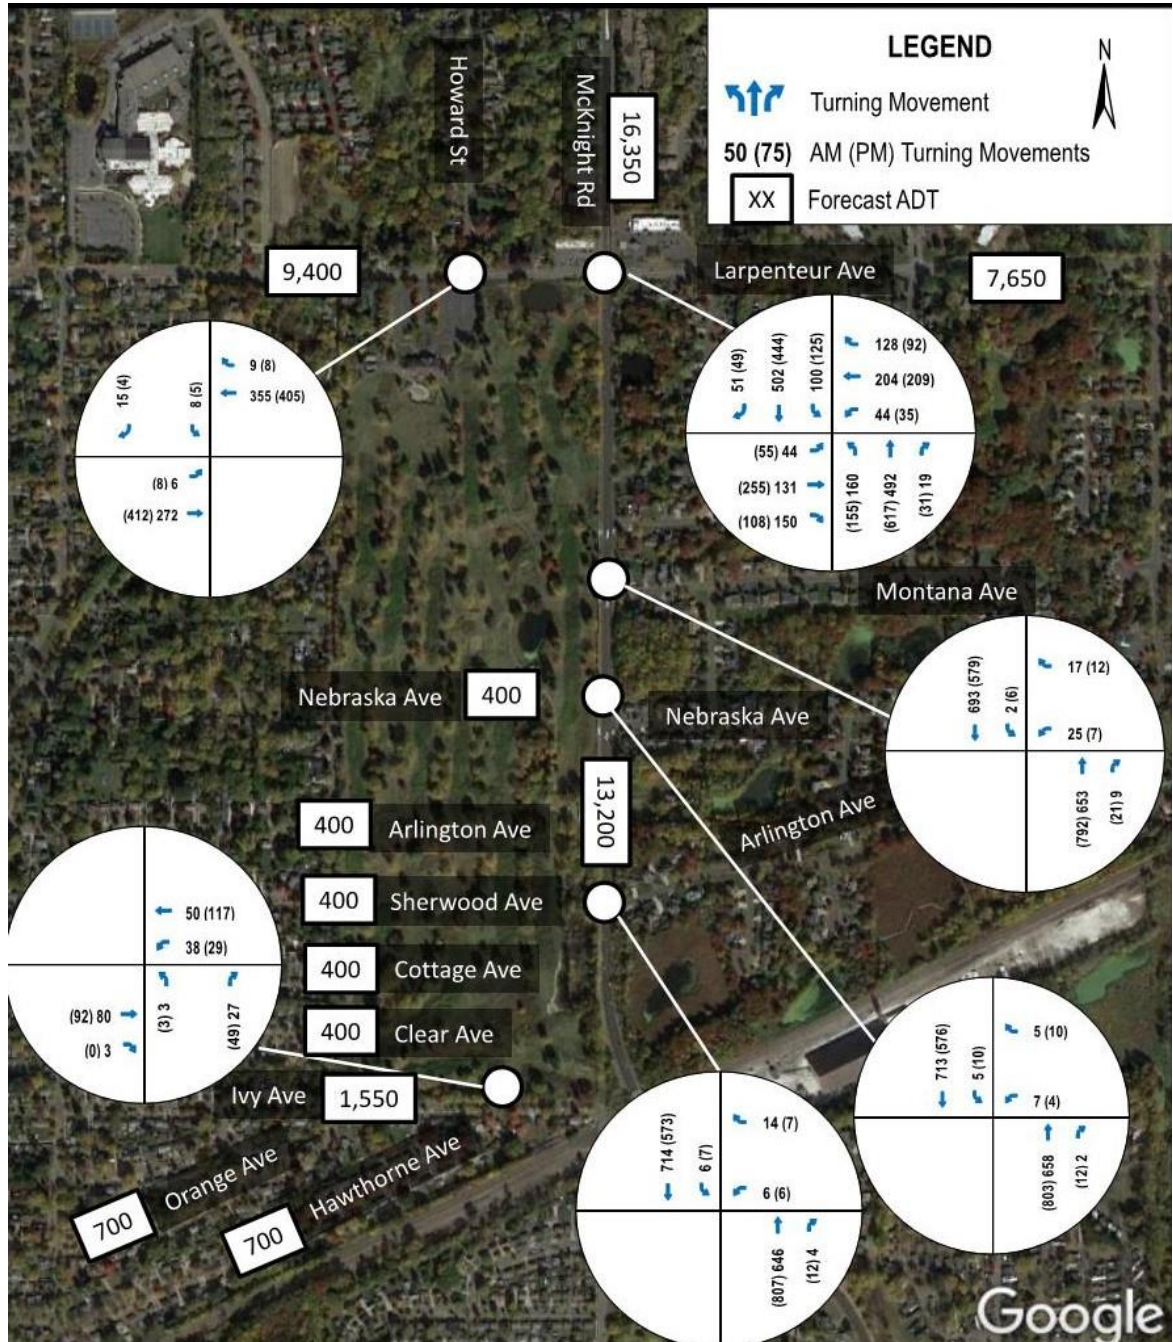 LEGEND
N
Turning Movement
50 (75) AM (PM) Turning Movements
XX Forecast ADT
Howard St
McKnight Rd
16,350
9,400
Larpenteur Ave
7,650
15 (4)
8 (5)
9 (8)
355 (405)
(8) 6
(412) 272
51 (49)
502 (444)
100 (125)
128 (92)
204 (209)
44 (35)
(55) 44
(255) 131
(108) 150
(155) 160
(617) 492
(31) 19
Montana Ave
693 (579)
2 (6)
17 (12)
25 (7)
(792) 653
(21) 9
Nebraska Ave
400
Nebraska Ave
13,200
Arlington Ave
400
Arlington Ave
400
Sherwood Ave
400
Cottage Ave
400
Clear Ave
50 (117)
38 (29)
(92) 80
(0) 3
(3) 3
(49) 27
Ivy Ave
1,550
700
Orange Ave
700
Hawthorne Ave
714 (573)
6 (7)
14 (7)
6 (6)
(807) 646
(12) 4
713 (576)
5 (10)
5 (10)
7 (4)
(803) 658
(12) 2
Google